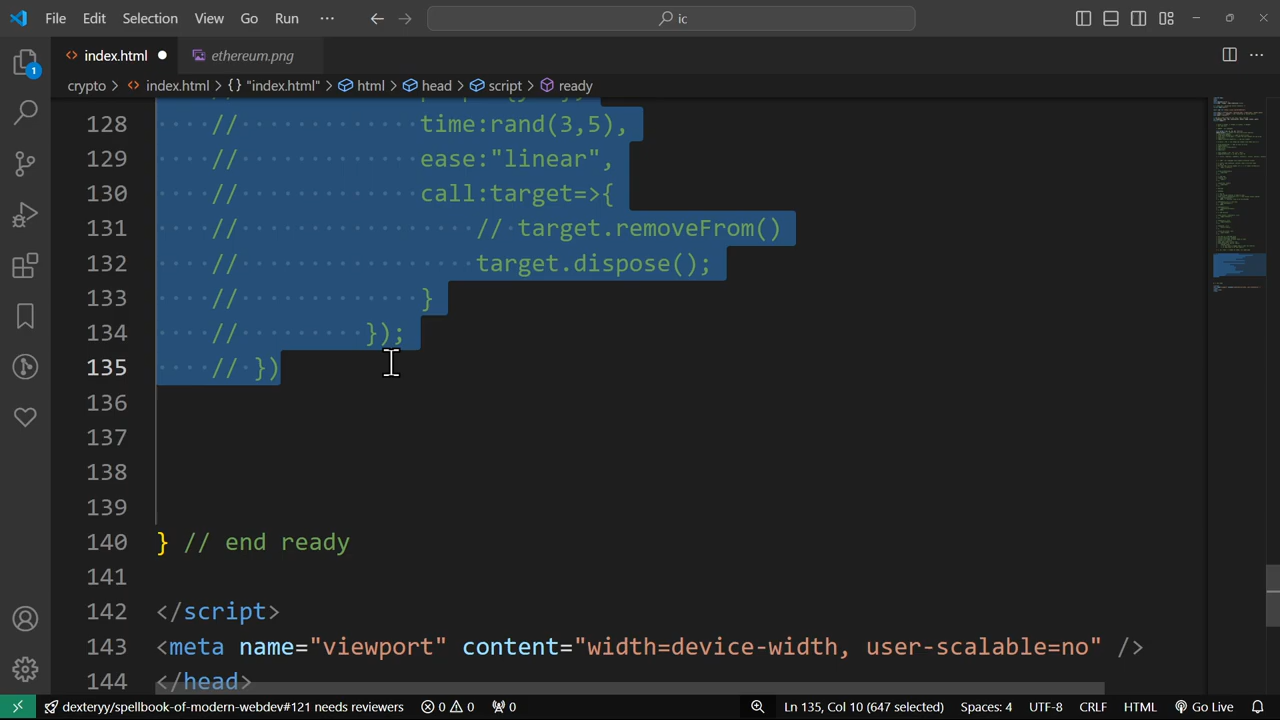 File Edit Selection View Go Run ··· ic
index.html ethereum.png
crypto > index.html > {} "index.html" > html > head > script > ready
128 // time:rand(3,5),
129 // ease:"linear",
130 // call:target=>{
131 // // target.removeFrom()
132 // target.dispose();
133 // }
134 // });
135 // })
136
137
138
139
140 } // end ready
141
142 </script>
143 <meta name="viewport" content="width=device-width, user-scalable=no" />
144 </head>
1
dexteryy/spellbook-of-modern-webdev#121 needs reviewers 0 0 0 Ln 135, Col 10 (647 selected) Spaces: 4 UTF-8 CRLF HTML Go Live